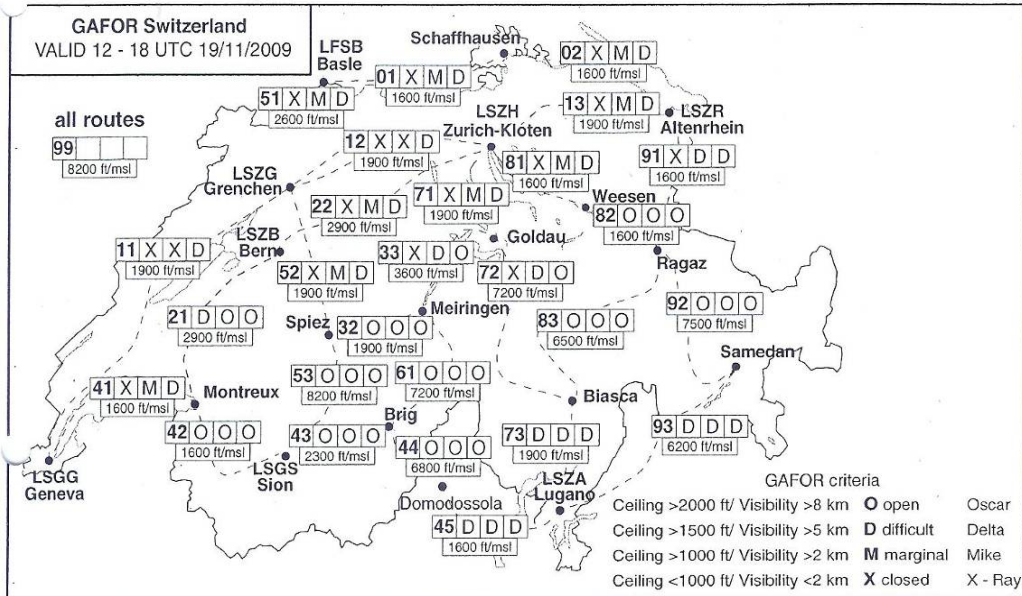 GAFOR Switzerland
VALID 12 - 18 UTC 19/11/2009
LFSB
Basle
Schaffhausen
02 X M D
1600 ft/msl
01 X M D
1600 ft/msl
51 X M D
2600 ft/msl
LSZH
Zurich-Kloten
13 X M D
1900 ft/msl
LSZR
Altenrhein
all routes
99
8200 ft/msl
12 X X D
1900 ft/msl
81 X M D
1600 ft/msl
91 X D D
1600 ft/msl
LSZG
Grenchen
71 X M D
1900 ft/msl
Weesen
22 X M D
2900 ft/msl
82 O O O
1600 ft/msl
LSZB
Bern
Goldau
11 X X D
1900 ft/msl
33 X D O
3600 ft/msl
Ragaz
52 X M D
1900 ft/msl
72 X D O
7200 ft/msl
Meiringen
92 O O O
7500 ft/msl
21 D O O
2900 ft/msl
Spiez
32 O O O
1900 ft/msl
83 O O O
6500 ft/msl
Samedan
53 O O O
8200 ft/msl
61 O O O
7200 ft/msl
41 X M D
1600 ft/msl
Montreux
Biasca
Brig
42 O O O
1600 ft/msl
43 O O O
2300 ft/msl
44 O O O
6800 ft/msl
73 D D D
1900 ft/msl
93 D D D
6200 ft/msl
LSGG
Geneva
LSGS
Sion
LSZA
Lugano
Domodossola
45 D D D
1600 ft/msl
GAFOR criteria
Ceiling >2000 ft/ Visibility >8 km O open Oscar
Ceiling >1500 ft/ Visibility >5 km D difficult Delta
Ceiling >1000 ft/ Visibility >2 km M marginal Mike
Ceiling <1000 ft/ Visibility <2 km X closed X - Ray